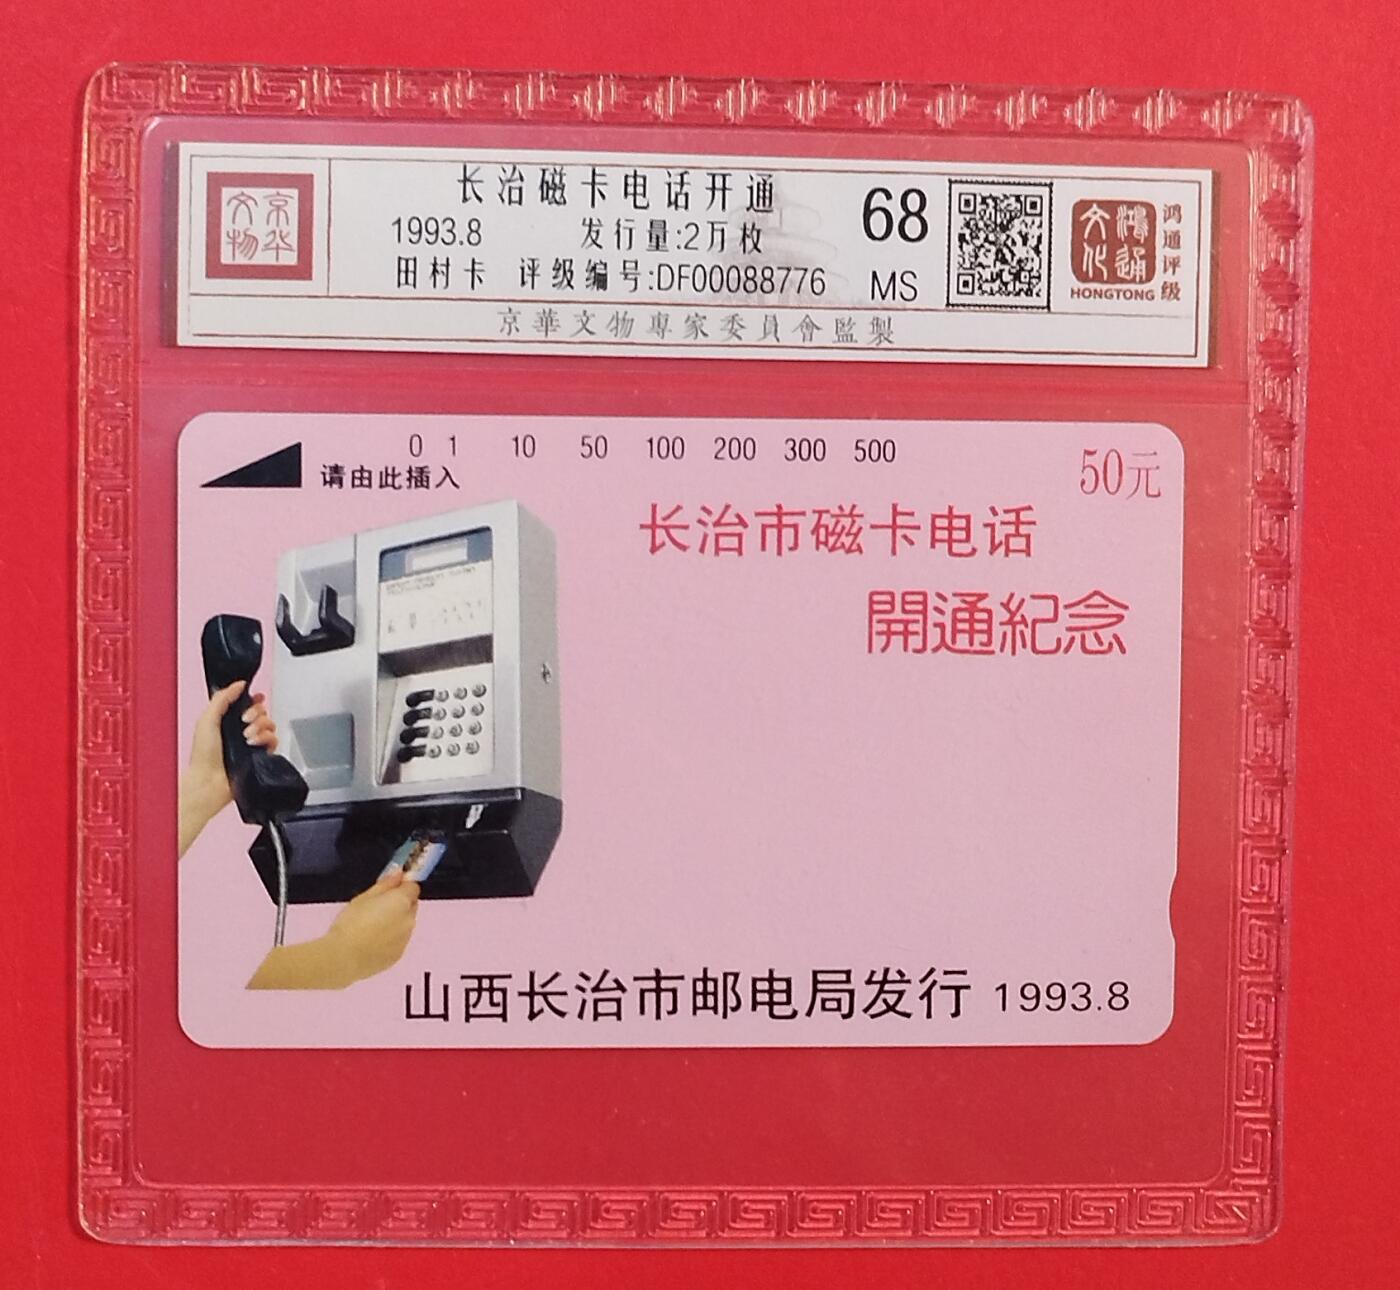 京华文物
长治磁卡电话开通
1993.8 发行量:2万枚
田村卡 评级编号:DF00088776
68
MS
鸿通文化
HONGTONG
鸿通评级
京華文物專家委員會監製
0 1 10 50 100 200 300 500
请由此插入
50元
长治市磁卡电话
開通紀念
山西长治市邮电局发行 1993.8